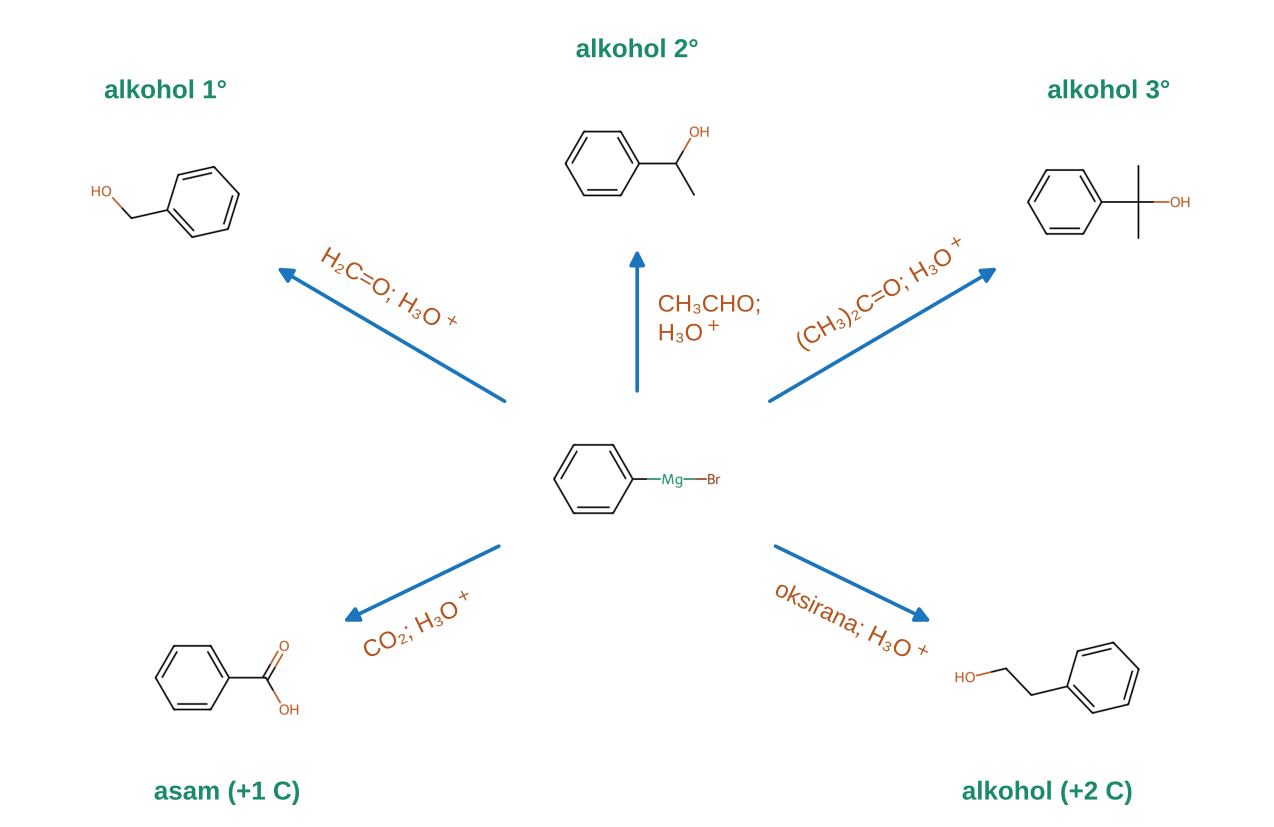 alkohol 2°
alkohol 1°
alkohol 3°
OH
HO
OH
H₂C=O; H₃O⁺
CH₃CHO;
H₃O⁺
(CH₃)₂C=O; H₃O⁺
Mg Br
CO₂; H₃O⁺
oksirana; H₃O⁺
O
OH
HO
asam (+1 C)
alkohol (+2 C)